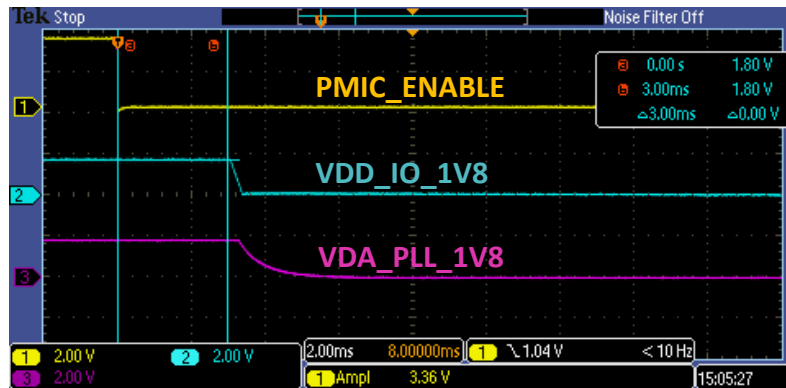 Tek Stop
Noise Filter Off
a 0.00 s 1.80 V
b 3.00ms 1.80 V
△3.00ms △0.00 V
PMIC_ENABLE
1
VDD_IO_1V8
2
VDA_PLL_1V8
3
1 2.00 V 2 2.00 V
3 2.00 V
2.00ms 8.00000ms
1 1.04 V < 10 Hz
1 Ampl 3.36 V
15:05:27